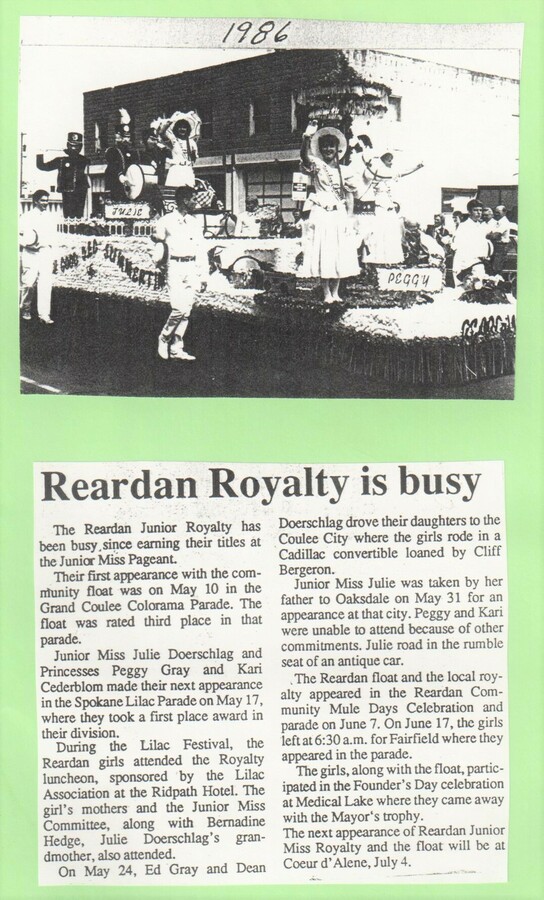 1986
JULIE
PEGGY
Reardan Royalty is busy
The Reardan Junior Royalty has
been busy since earning their titles at
the Junior Miss Pageant.
Their first appearance with the com-
munity float was on May 10 in the
Grand Coulee Colorama Parade. The
float was rated third place in that
parade.
Junior Miss Julie Doerschlag and
Princesses Peggy Gray and Kari
Cederblom made their next appearance
in the Spokane Lilac Parade on May 17,
where they took a first place award in
their division.
During the Lilac Festival, the
Reardan girls attended the Royalty
luncheon, sponsored by the Lilac
Association at the Ridpath Hotel. The
girl's mothers and the Junior Miss
Committee, along with Bernadine
Hedge, Julie Doerschlag's gran-
dmother, also attended.
On May 24, Ed Gray and Dean
Doerschlag drove their daughters to the
Coulee City where the girls rode in a
Cadillac convertible loaned by Cliff
Bergeron.
Junior Miss Julie was taken by her
father to Oaksdale on May 31 for an
appearance at that city. Peggy and Kari
were unable to attend because of other
commitments. Julie road in the rumble
seat of an antique car.
The Reardan float and the local roy-
alty appeared in the Reardan Com-
munity Mule Days Celebration and
parade on June 7. On June 17, the girls
left at 6:30 a.m. for Fairfield where they
appeared in the parade.
The girls, along with the float, partic-
ipated in the Founder's Day celebration
at Medical Lake where they came away
with the Mayor's trophy.
The next appearance of Reardan Junior
Miss Royalty and the float will be at
Coeur d'Alene, July 4.